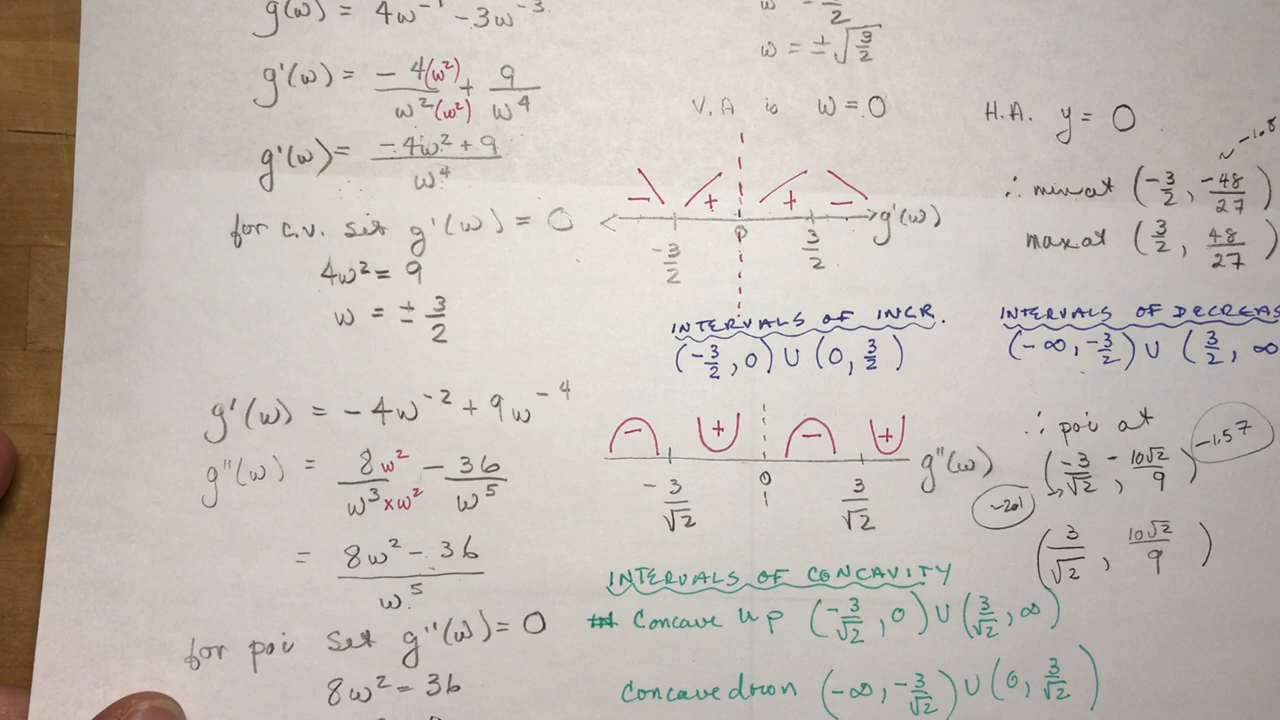 g(w) = 4w⁻¹ - 3w⁻³
g'(w) = -4(w²)/w²(w²) + 9/w⁴
g'(w) = (-4w² + 9)/w⁴
for c.v. set g'(w) = 0
4w² = 9
w = ± 3/2
g'(w) = -4w⁻² + 9w⁻⁴
g''(w) = 8w²/w³×w² - 36/w⁵
= (8w² - 36)/w⁵
for poi set g''(w) = 0
8w² = 36
w = ±√(9/2)
V.A is w = 0
H.A. y = 0
- + + - g'(w)
-3/2 0 3/2
~ -1.8
∴ min at (-3/2, -48/27)
max at (3/2, 48/27)
INTERVALS OF INCR.
(-3/2, 0) ∪ (0, 3/2)
INTERVALS OF DECREAS
(-∞, -3/2) ∪ (3/2, ∞
- + - + g''(w)
-3/√2 0 3/√2
∴ poi at
(-3/√2, -10√2/9) -1.57
(3/√2, 10√2/9)
INTERVALS OF CONCAVITY
Concave up (-3/√2, 0) ∪ (3/√2, ∞)
Concave down (-∞, -3/√2) ∪ (0, 3/√2)